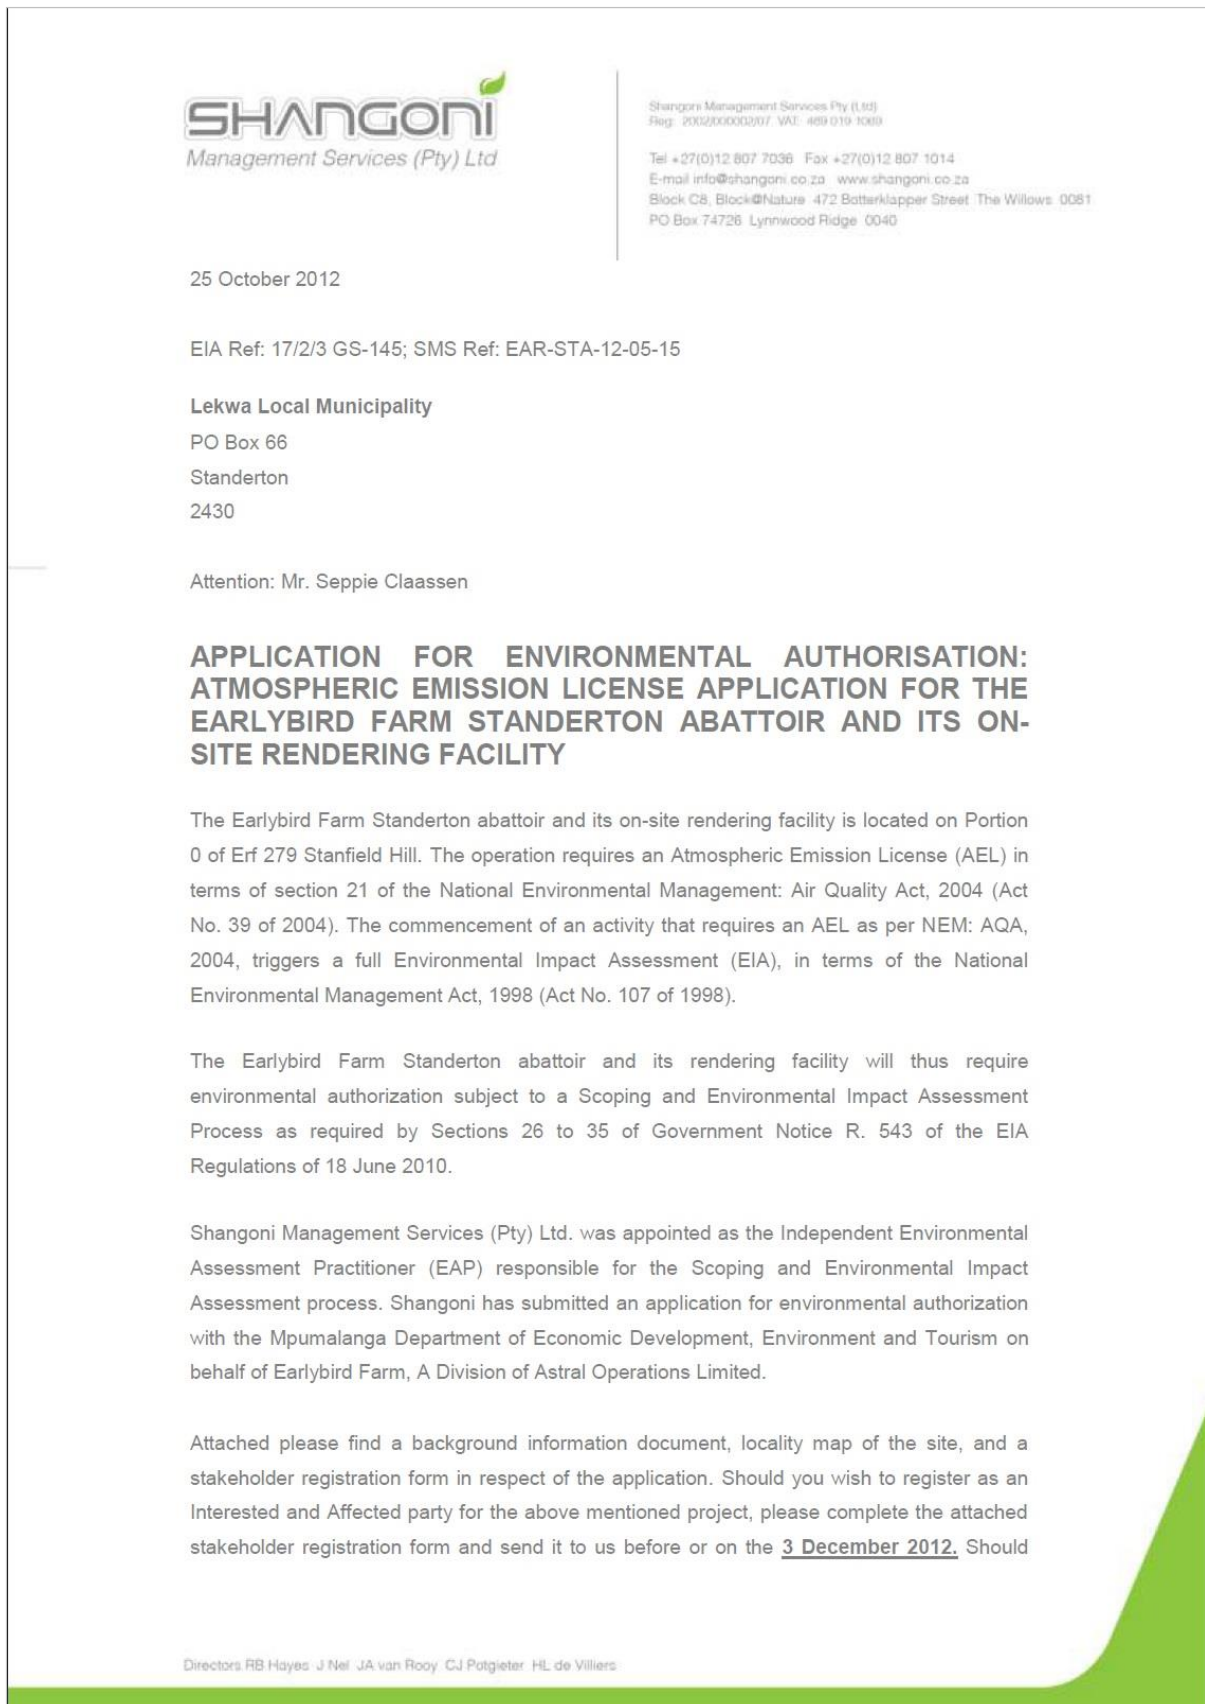 SHANGONI
Management Services (Pty) Ltd
Shangoni Management Services Pty (Ltd)
Reg: 2002/000002/07 VAT: 469 019 1069
Tel +27(0)12 807 7036 Fax +27(0)12 807 1014
E-mail info@shangoni.co.za www.shangoni.co.za
Block C8, Block@Nature 472 Botterklapper Street The Willows 0081
PO Box 74726 Lynnwood Ridge 0040
25 October 2012
EIA Ref: 17/2/3 GS-145; SMS Ref: EAR-STA-12-05-15
Lekwa Local Municipality
PO Box 66
Standerton
2430
Attention: Mr. Seppie Claassen
APPLICATION FOR ENVIRONMENTAL AUTHORISATION:
ATMOSPHERIC EMISSION LICENSE APPLICATION FOR THE
EARLYBIRD FARM STANDERTON ABATTOIR AND ITS ON-
SITE RENDERING FACILITY
The Earlybird Farm Standerton abattoir and its on-site rendering facility is located on Portion
0 of Erf 279 Stanfield Hill. The operation requires an Atmospheric Emission License (AEL) in
terms of section 21 of the National Environmental Management: Air Quality Act, 2004 (Act
No. 39 of 2004). The commencement of an activity that requires an AEL as per NEM: AQA,
2004, triggers a full Environmental Impact Assessment (EIA), in terms of the National
Environmental Management Act, 1998 (Act No. 107 of 1998).
The Earlybird Farm Standerton abattoir and its rendering facility will thus require
environmental authorization subject to a Scoping and Environmental Impact Assessment
Process as required by Sections 26 to 35 of Government Notice R. 543 of the EIA
Regulations of 18 June 2010.
Shangoni Management Services (Pty) Ltd. was appointed as the Independent Environmental
Assessment Practitioner (EAP) responsible for the Scoping and Environmental Impact
Assessment process. Shangoni has submitted an application for environmental authorization
with the Mpumalanga Department of Economic Development, Environment and Tourism on
behalf of Earlybird Farm, A Division of Astral Operations Limited.
Attached please find a background information document, locality map of the site, and a
stakeholder registration form in respect of the application. Should you wish to register as an
Interested and Affected party for the above mentioned project, please complete the attached
stakeholder registration form and send it to us before or on the 3 December 2012. Should
Directors RB Hayes J Nel JA van Rooy CJ Potgieter HL de Villiers